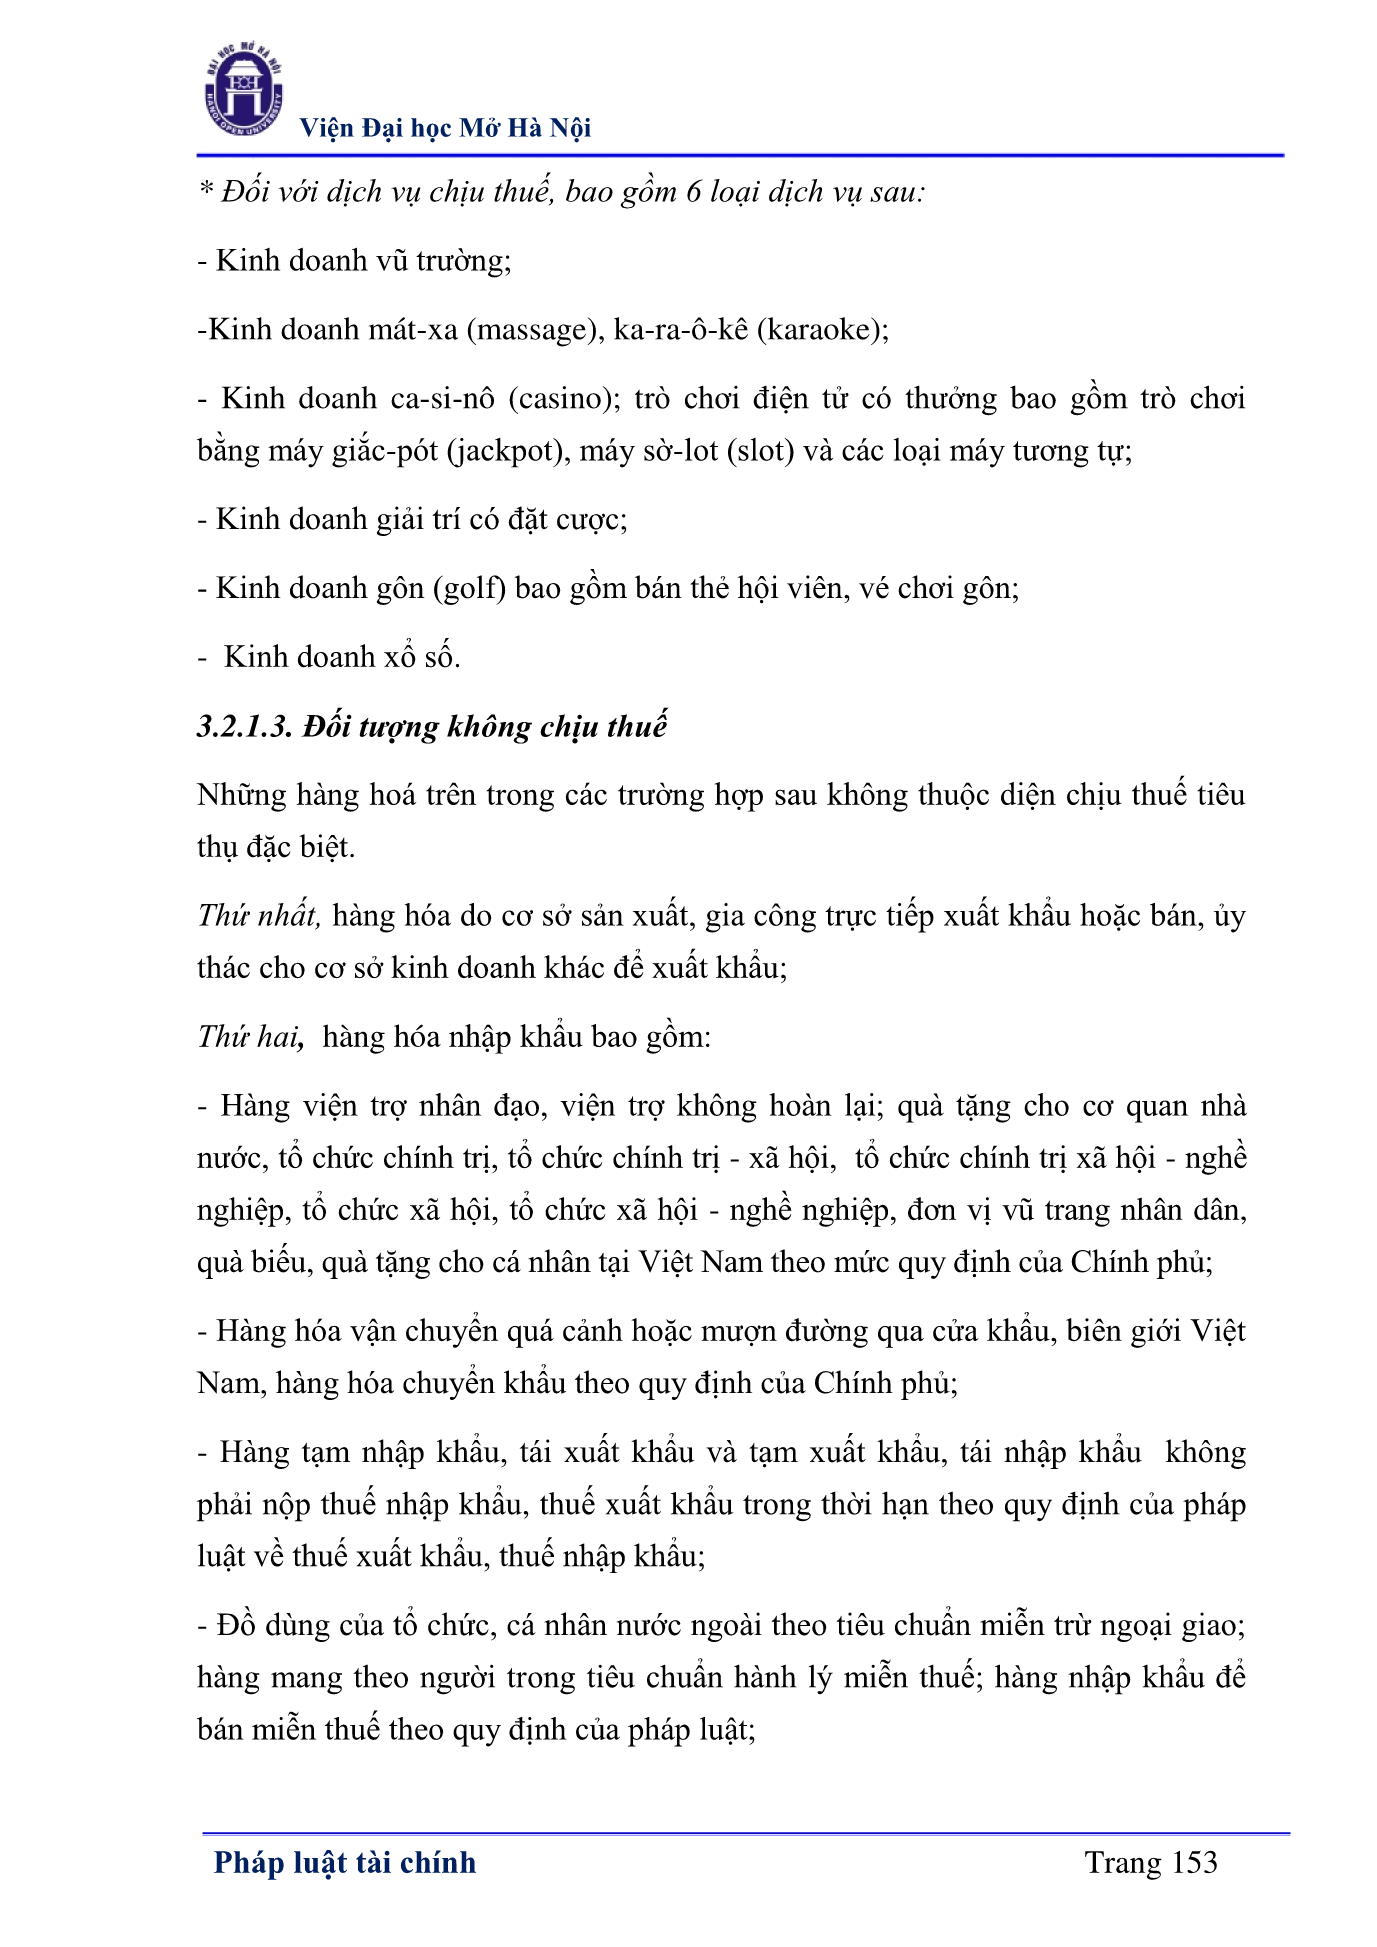 ĐẠI HỌC MỞ HÀ NỘI
HANOI OPEN UNIVERSITY
Viện Đại học Mở Hà Nội
* Đối với dịch vụ chịu thuế, bao gồm 6 loại dịch vụ sau:
- Kinh doanh vũ trường;
-Kinh doanh mát-xa (massage), ka-ra-ô-kê (karaoke);
- Kinh doanh ca-si-nô (casino); trò chơi điện tử có thưởng bao gồm trò chơi
bằng máy giắc-pót (jackpot), máy sờ-lot (slot) và các loại máy tương tự;
- Kinh doanh giải trí có đặt cược;
- Kinh doanh gôn (golf) bao gồm bán thẻ hội viên, vé chơi gôn;
- Kinh doanh xổ số.
3.2.1.3. Đối tượng không chịu thuế
Những hàng hoá trên trong các trường hợp sau không thuộc diện chịu thuế tiêu
thụ đặc biệt.
Thứ nhất, hàng hóa do cơ sở sản xuất, gia công trực tiếp xuất khẩu hoặc bán, ủy
thác cho cơ sở kinh doanh khác để xuất khẩu;
Thứ hai, hàng hóa nhập khẩu bao gồm:
- Hàng viện trợ nhân đạo, viện trợ không hoàn lại; quà tặng cho cơ quan nhà
nước, tổ chức chính trị, tổ chức chính trị - xã hội, tổ chức chính trị xã hội - nghề
nghiệp, tổ chức xã hội, tổ chức xã hội - nghề nghiệp, đơn vị vũ trang nhân dân,
quà biếu, quà tặng cho cá nhân tại Việt Nam theo mức quy định của Chính phủ;
- Hàng hóa vận chuyển quá cảnh hoặc mượn đường qua cửa khẩu, biên giới Việt
Nam, hàng hóa chuyển khẩu theo quy định của Chính phủ;
- Hàng tạm nhập khẩu, tái xuất khẩu và tạm xuất khẩu, tái nhập khẩu không
phải nộp thuế nhập khẩu, thuế xuất khẩu trong thời hạn theo quy định của pháp
luật về thuế xuất khẩu, thuế nhập khẩu;
- Đồ dùng của tổ chức, cá nhân nước ngoài theo tiêu chuẩn miễn trừ ngoại giao;
hàng mang theo người trong tiêu chuẩn hành lý miễn thuế; hàng nhập khẩu để
bán miễn thuế theo quy định của pháp luật;
Pháp luật tài chính Trang 153